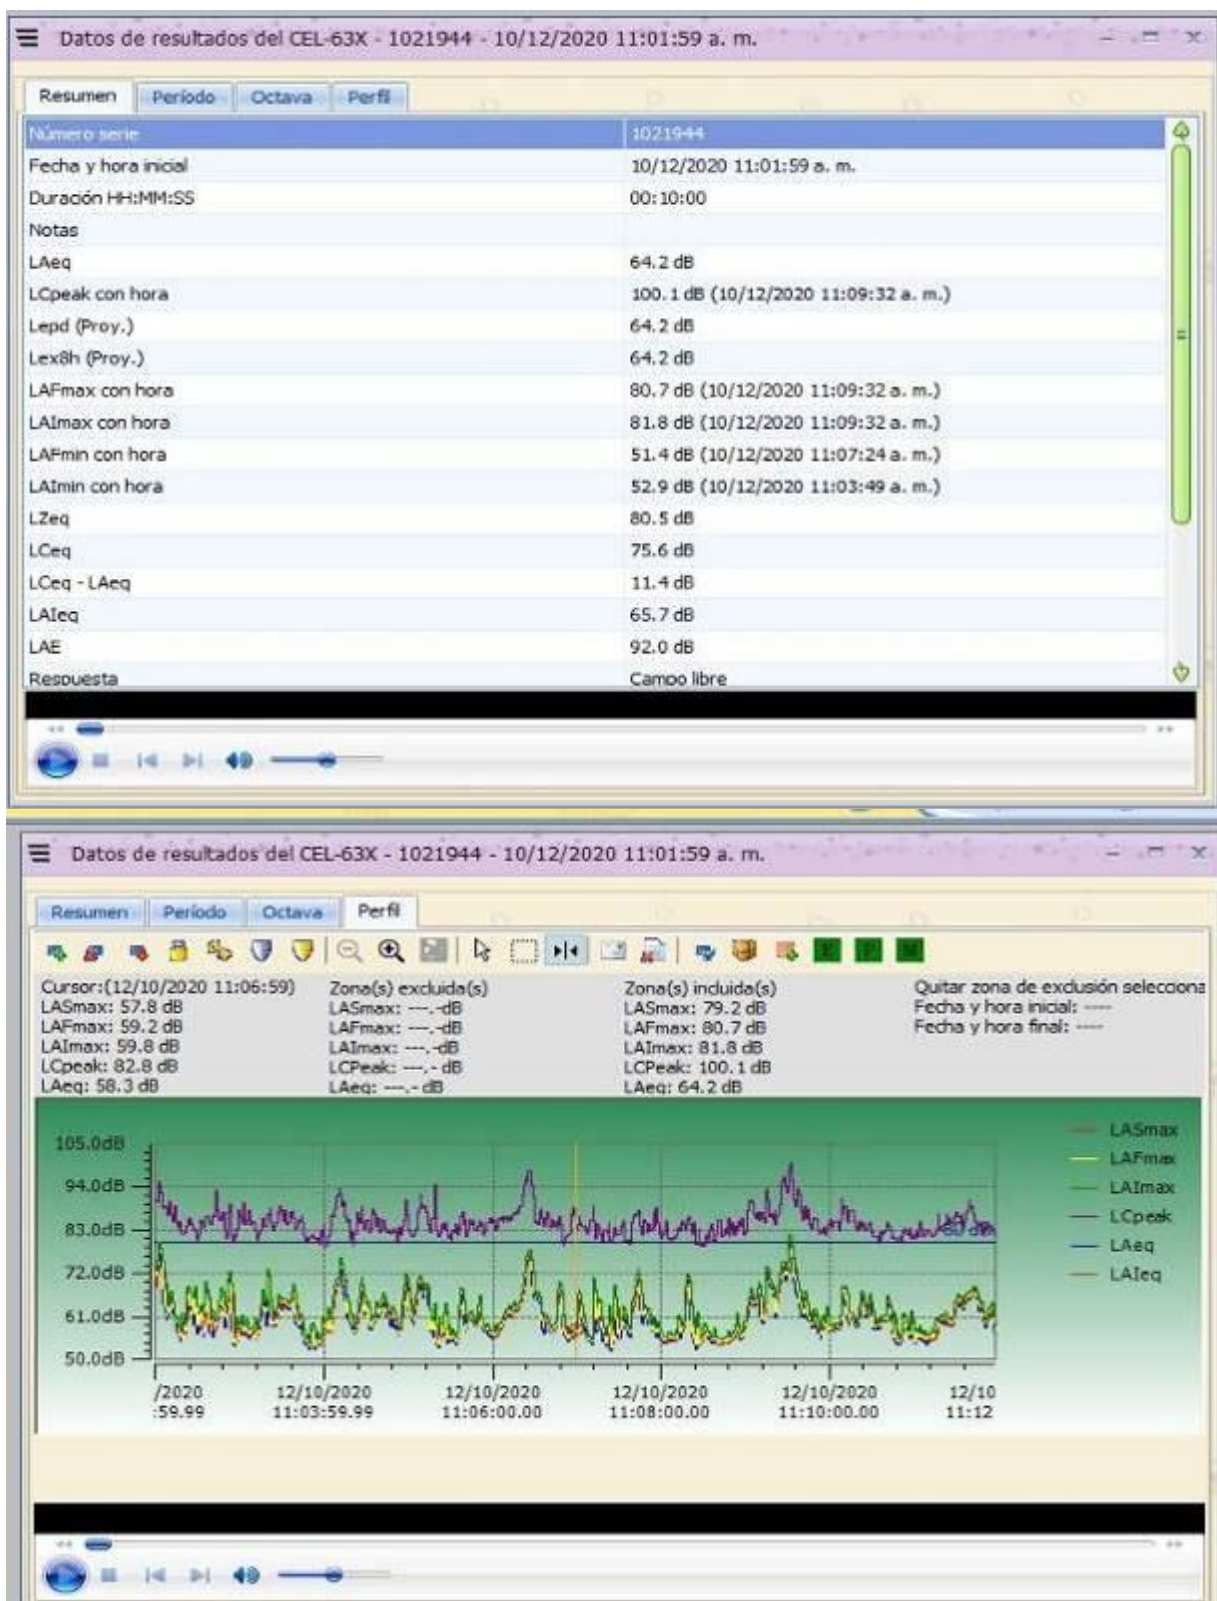 Datos de resultados del CEL-63X - 1021944 - 10/12/2020 11:01:59 a. m.
Resumen Período Octava Perfil
Número serie 1021944
Fecha y hora inicial 10/12/2020 11:01:59 a. m.
Duración HH:MM:SS 00:10:00
Notas
LAeq 64.2 dB
LCpeak con hora 100.1 dB (10/12/2020 11:09:32 a. m.)
Lepd (Proy.) 64.2 dB
Lex8h (Proy.) 64.2 dB
LAFmax con hora 80.7 dB (10/12/2020 11:09:32 a. m.)
LAImax con hora 81.8 dB (10/12/2020 11:09:32 a. m.)
LAFmin con hora 51.4 dB (10/12/2020 11:07:24 a. m.)
LAImin con hora 52.9 dB (10/12/2020 11:03:49 a. m.)
LZeq 80.5 dB
LCeq 75.6 dB
LCeq - LAeq 11.4 dB
LAIeq 65.7 dB
LAE 92.0 dB
Respuesta Campo libre
Datos de resultados del CEL-63X - 1021944 - 10/12/2020 11:01:59 a. m.
Resumen Período Octava Perfil
Cursor:(12/10/2020 11:06:59) Zona(s) excluida(s) Zona(s) incluida(s) Quitar zona de exclusión selecciona
LASmax: 57.8 dB LASmax: ---.-dB LASmax: 79.2 dB Fecha y hora inicial: ----
LAFmax: 59.2 dB LAFmax: ---.-dB LAFmax: 80.7 dB Fecha y hora final: ----
LAImax: 59.8 dB LAImax: ---.-dB LAImax: 81.8 dB
LCpeak: 82.8 dB LCPeak: ---.- dB LCPeak: 100.1 dB
LAeq: 58.3 dB LAeq: ---.- dB LAeq: 64.2 dB
105.0dB
94.0dB
83.0dB
72.0dB
61.0dB
50.0dB
LASmax
LAFmax
LAImax
LCpeak
LAeq
LAIeq
/2020 12/10/2020 12/10/2020 12/10/2020 12/10/2020 12/10
:59.99 11:03:59.99 11:06:00.00 11:08:00.00 11:10:00.00 11:12